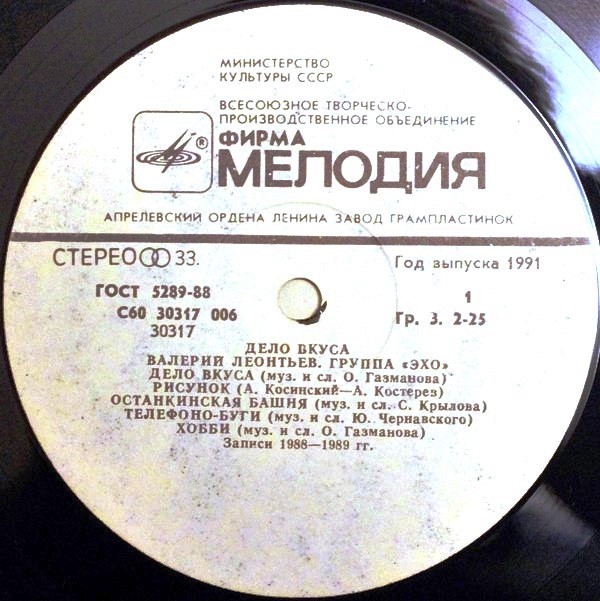 МИНИСТЕРСТВО
КУЛЬТУРЫ СССР
ВСЕСОЮЗНОЕ ТВОРЧЕСКО-
ПРОИЗВОДСТВЕННОЕ ОБЪЕДИНЕНИЕ
ФИРМА
®
МЕЛОДИЯ
АПРЕЛЕВСКИЙ ОРДЕНА ЛЕНИНА ЗАВОД ГРАМПЛАСТИНОК
СТЕРЕО 33.
Год выпуска 1991
ГОСТ 5289-88
1
С60 30317 006
Гр. 3. 2-25
30317
ДЕЛО ВКУСА
ВАЛЕРИЙ ЛЕОНТЬЕВ. ГРУППА «ЭХО»
ДЕЛО ВКУСА (муз. и сл. О. Газманова)
РИСУНОК (А. Косинский—А. Костерев)
ОСТАНКИНСКАЯ БАШНЯ (муз. и сл. С. Крылова)
ТЕЛЕФОНО-БУГИ (муз. и сл. Ю. Чернавского)
ХОББИ (муз. и сл. О. Газманова)
Записи 1988—1989 гг.